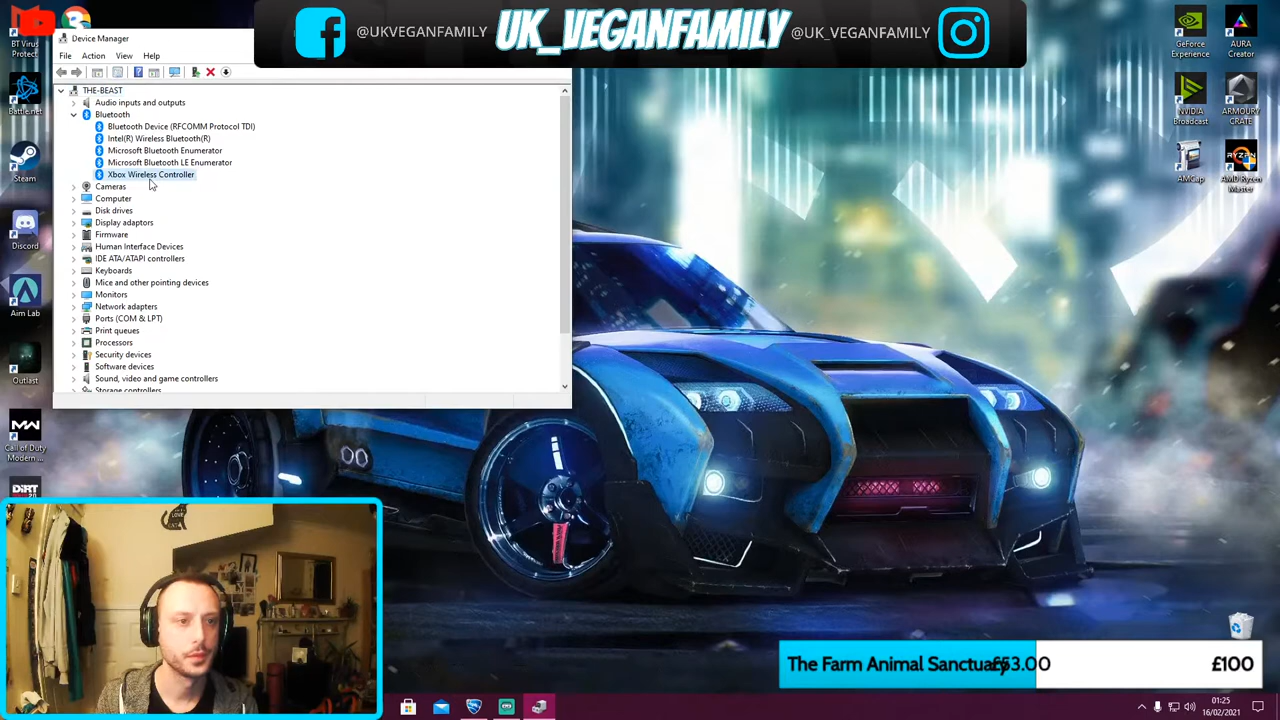 @UKVEGANFAMILY
UK_VEGANFAMILY
@UK_VEGANFAMILY
Device Manager
File Action View Help
THE-BEAST
Audio inputs and outputs
Bluetooth
Bluetooth Device (RFCOMM Protocol TDI)
Intel(R) Wireless Bluetooth(R)
Microsoft Bluetooth Enumerator
Microsoft Bluetooth LE Enumerator
Xbox Wireless Controller
Cameras
Computer
Disk drives
Display adaptors
Firmware
Human Interface Devices
IDE ATA/ATAPI controllers
Keyboards
Mice and other pointing devices
Monitors
Network adapters
Ports (COM & LPT)
Print queues
Processors
Security devices
Software devices
Sound, video and game controllers
Storage controllers
BT Virus
Protect
Battle.net
Steam
Discord
Aim Lab
Outlast
Call of Duty
Modern ...
DiRT
GeForce
Experience
AURA
Creator
NVIDIA
Broadcast
ARMOURY
CRATE
AMCap
RYZEN
AMD Ryzen
Master
The Farm Animal Sanctuary
£53.00
£100
01:25
16/02/2021